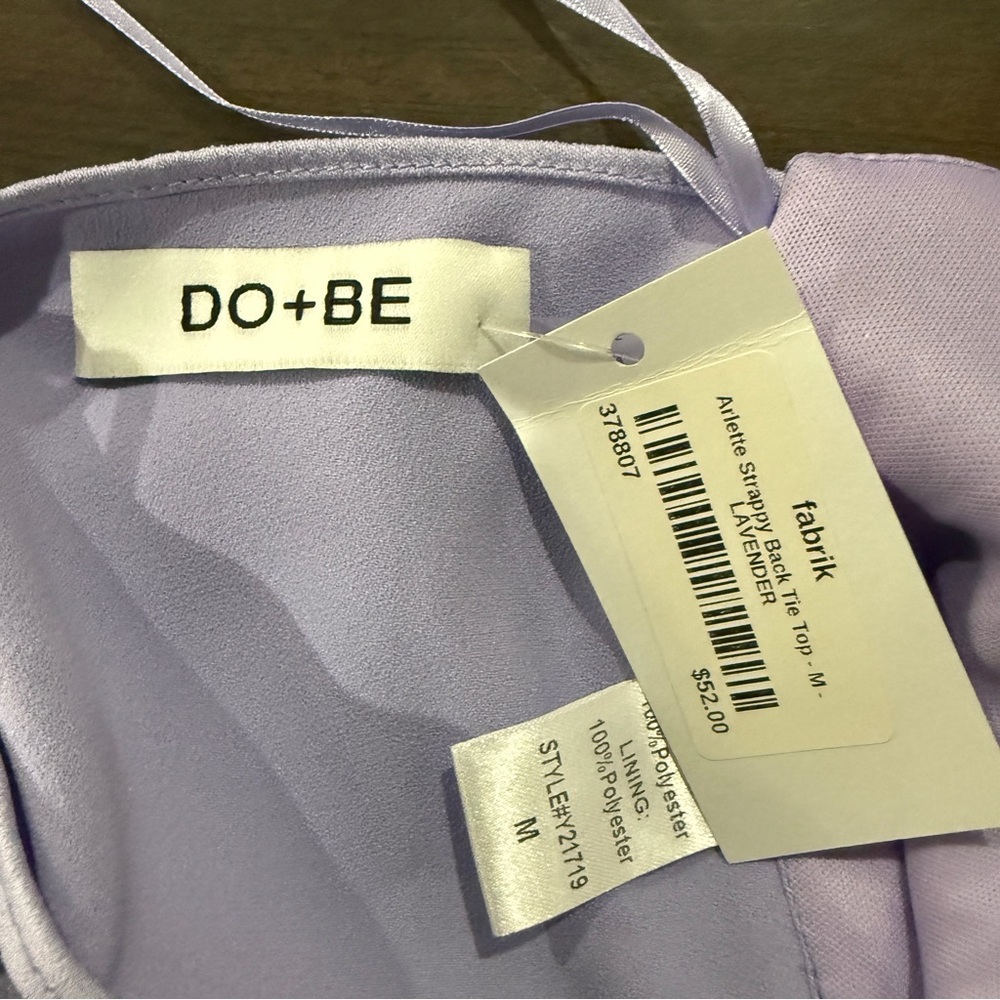 DO+BE
fabrik
Arlette Strappy Back Tie Top - M -
LAVENDER
378807
$52.00
100%Polyester
LINING:
100%Polyester
STYLE#Y21719
M